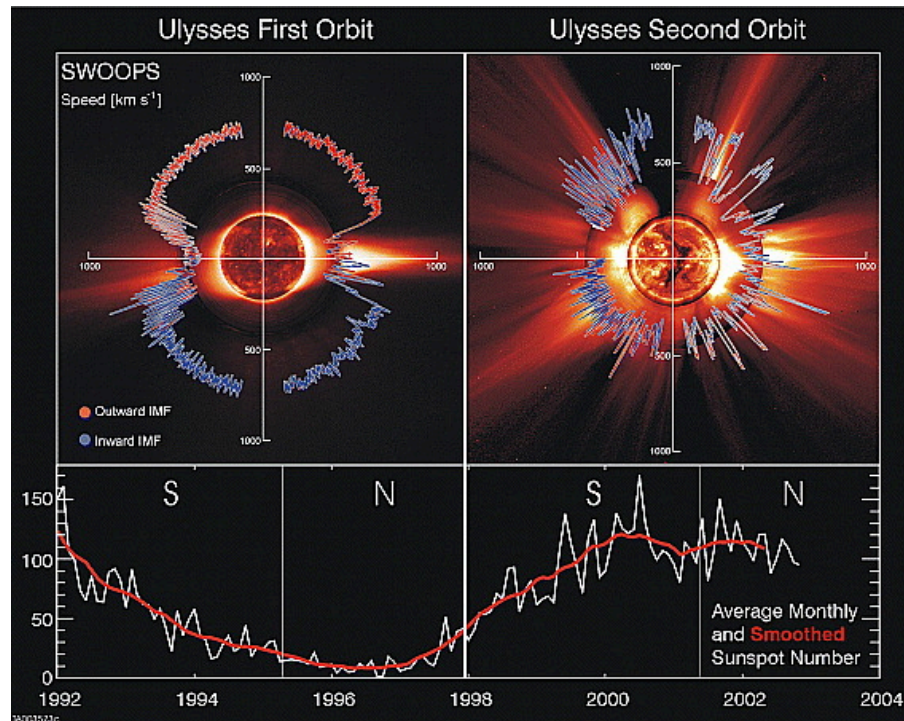 Ulysses First Orbit
Ulysses Second Orbit
SWOOPS
Speed [km s⁻¹]
1000
500
1000
1000
500
1000
Outward IMF
Inward IMF
1000
500
1000
1000
500
1000
S
N
S
N
150
100
50
0
Average Monthly
and Smoothed
Sunspot Number
1992
1994
1996
1998
2000
2002
2004